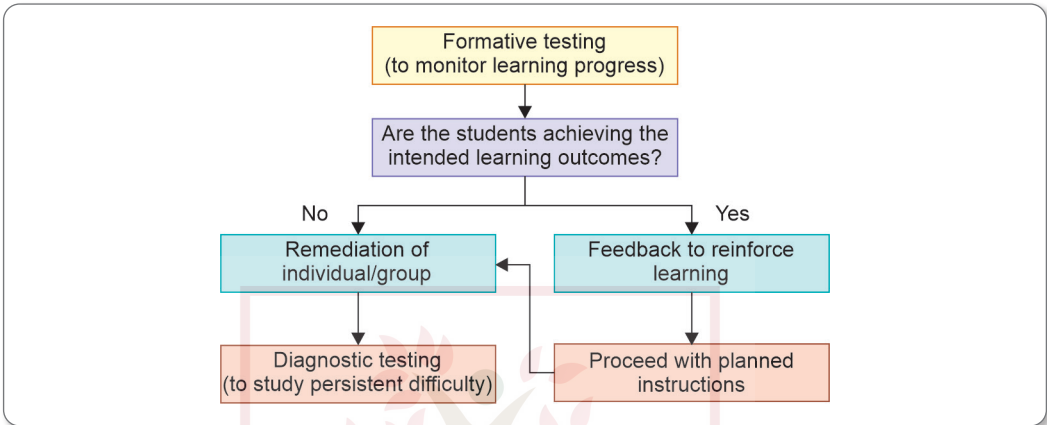 Formative testing
(to monitor learning progress)
Are the students achieving the
intended learning outcomes?
No
Yes
Remediation of
individual/group
Feedback to reinforce
learning
Diagnostic testing
(to study persistent difficulty)
Proceed with planned
instructions